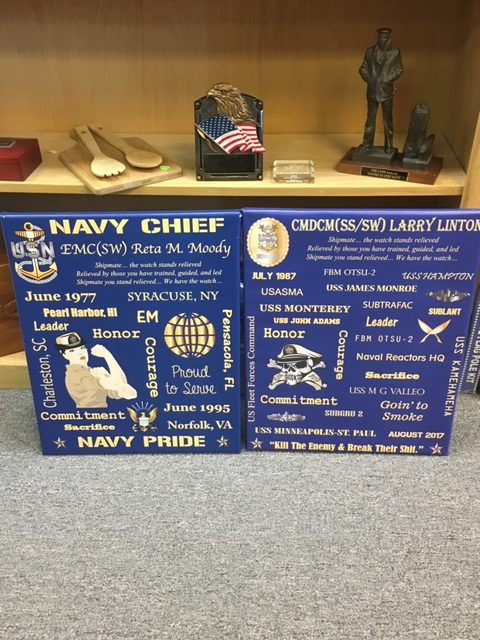 NAVY CHIEF
USN
EMC(SW) Reta M. Moody
Shipmate... the watch stands relieved
Relieved by those you have trained, guided, and led
Shipmate you stand relieved... We have the watch...
June 1977
SYRACUSE, NY
Pearl Harbor, HI
EM
Leader
Honor
Pensacola, FL
Charleston, SC
Courage
Proud
to Serve
Commitment
June 1995
Sacrifice
Norfolk, VA
NAVY PRIDE
CMDCM(SS/SW) LARRY LINTON
Shipmate... the watch stands relieved
Relieved by those you have trained, guided, and led
Shipmate you stand relieved... We have the watch...
JULY 1987
FBM OTSU-2
USS HAMPTON
USASMA
USS JAMES MONROE
USS MONTEREY
SUBTRAFAC
SUBLANT
USS JOHN ADAMS
Leader
Honor
FBM OTSU-2
US Fleet Forces Command
Courage
Naval Reactors HQ
USS KAMEHAMEHA
Sacrifice
USS M G VALLEO
Commitment
Goin' to
Smoke
SUBGRU 2
USS MINNEAPOLIS-ST. PAUL
AUGUST 2017
"Kill The Enemy & Break Their Shit."